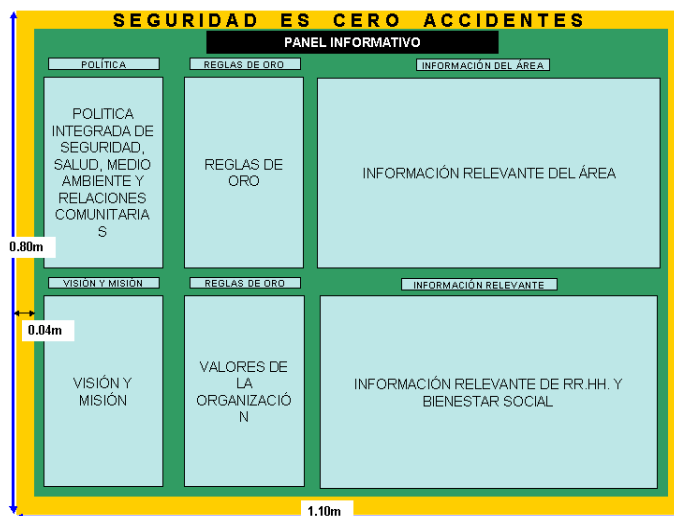 SEGURIDAD ES CERO ACCIDENTES
PANEL INFORMATIVO
POLÍTICA
REGLAS DE ORO
INFORMACIÓN DEL ÁREA
POLITICA
INTEGRADA DE
SEGURIDAD,
SALUD, MEDIO
AMBIENTE Y
RELACIONES
COMUNITARIA
S
REGLAS DE
ORO
INFORMACIÓN RELEVANTE DEL ÁREA
0.80m
VISIÓN Y MISIÓN
REGLAS DE ORO
INFORMACIÓN RELEVANTE
0.04m
VISIÓN Y
MISIÓN
VALORES DE
LA
ORGANIZACIÓ
N
INFORMACIÓN RELEVANTE DE RR.HH. Y
BIENESTAR SOCIAL
1.10m